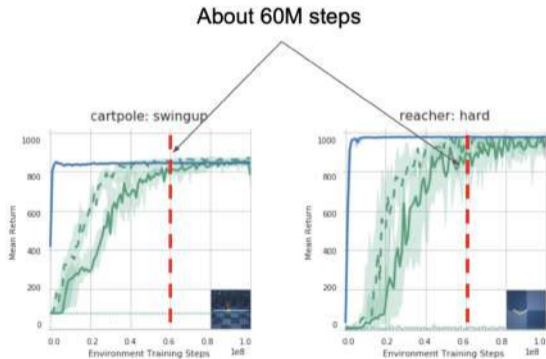 About 60M steps
cartpole: swingup
1000
800
600
400
200
0
Mean Return
0.0
0.2
0.4
0.6
0.8
1.0
1e8
Environment Training Steps
reacher: hard
1000
800
600
400
200
0
Mean Return
0.0
0.2
0.4
0.6
0.8
1.0
1e8
Environment Training Steps